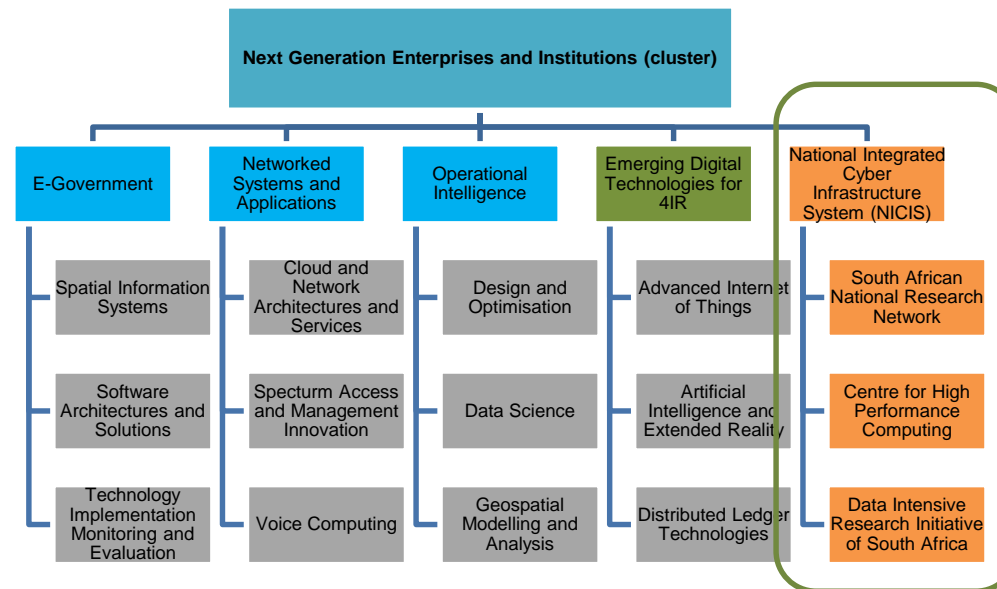 Next Generation Enterprises and Institutions (cluster)
E-Government
Spatial Information
Systems
Software
Architectures and
Solutions
Technology
Implementation
Monitoring and
Evaluation
Networked
Systems and
Applications
Cloud and
Network
Architectures and
Services
Specturm Access
and Management
Innovation
Voice Computing
Operational
Intelligence
Design and
Optimisation
Data Science
Geospatial
Modelling and
Analysis
Emerging Digital
Technologies for
4IR
Advanced Internet
of Things
Artificial
Intelligence and
Extended Reality
Distributed Ledger
Technologies
National Integrated
Cyber
Infrastructure
System (NICIS)
South African
National Research
Network
Centre for High
Performance
Computing
Data Intensive
Research Initiative
of South Africa